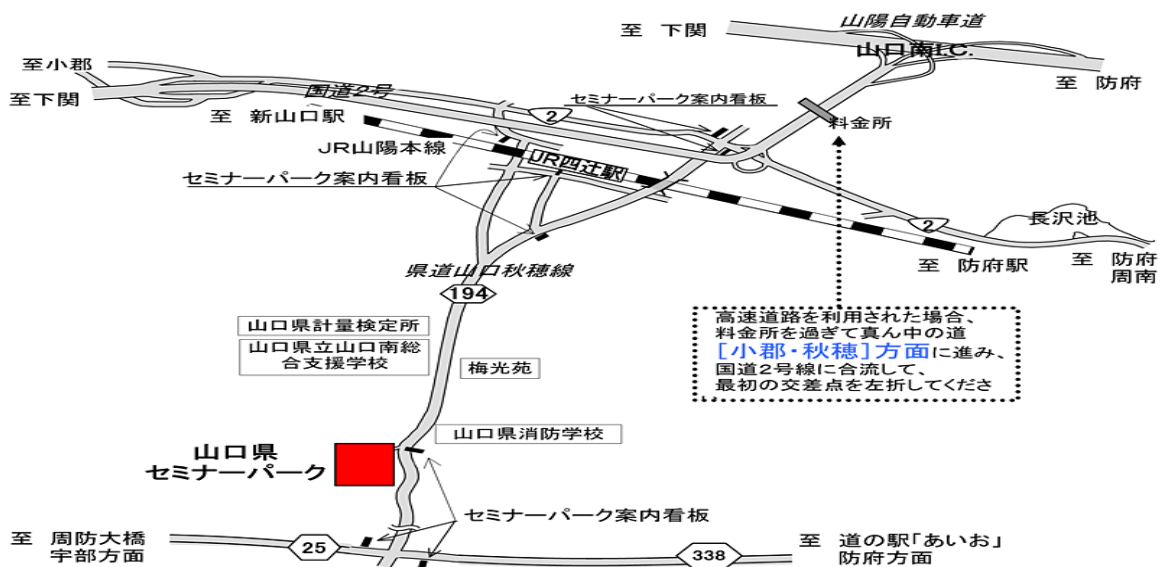 至 下関
山陽自動車道
山口南I.C.
至 防府
至小郡
至下関
国道2号
至 新山口駅
2
セミナーパーク案内看板
料金所
JR山陽本線
JR四辻駅
セミナーパーク案内看板
2
長沢池
至 防府駅
至 防府
周南
県道山口秋穂線
194
高速道路を利用された場合、
料金所を過ぎて真ん中の道
[小郡・秋穂]方面に進み、
国道2号線に合流して、
最初の交差点を左折してくださ
山口県計量検定所
山口県立山口南総
合支援学校
梅光苑
山口県消防学校
山口県
セミナーパーク
セミナーパーク案内看板
至 周防大橋
宇部方面
25
338
至 道の駅「あいお」
防府方面